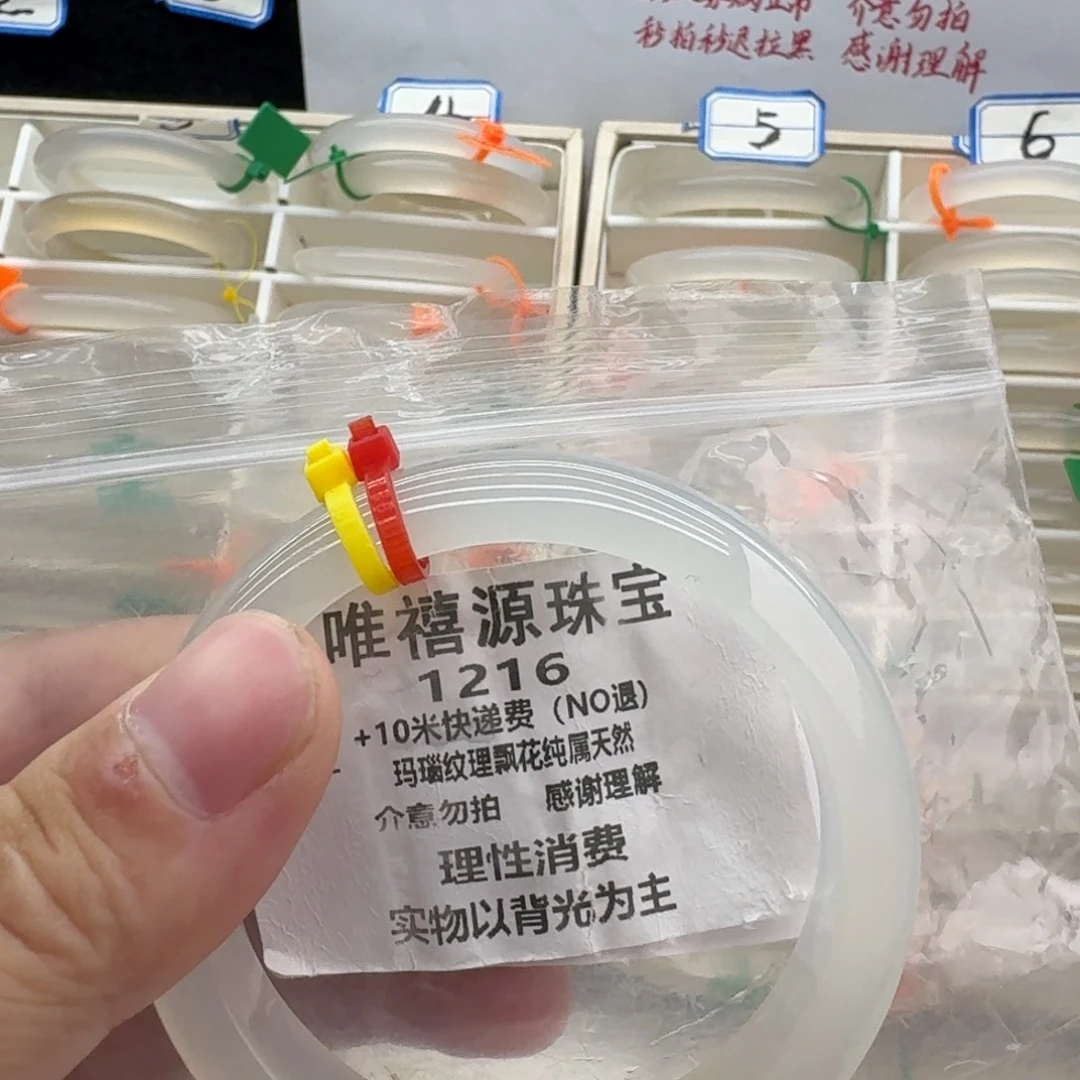 介意勿拍
秒拍秒退拉黑 感谢理解
4
5
6
唯禧源珠宝
1216
+10米快递费（NO退）
玛瑙纹理飘花纯属天然
介意勿拍 感谢理解
理性消费
实物以背光为主